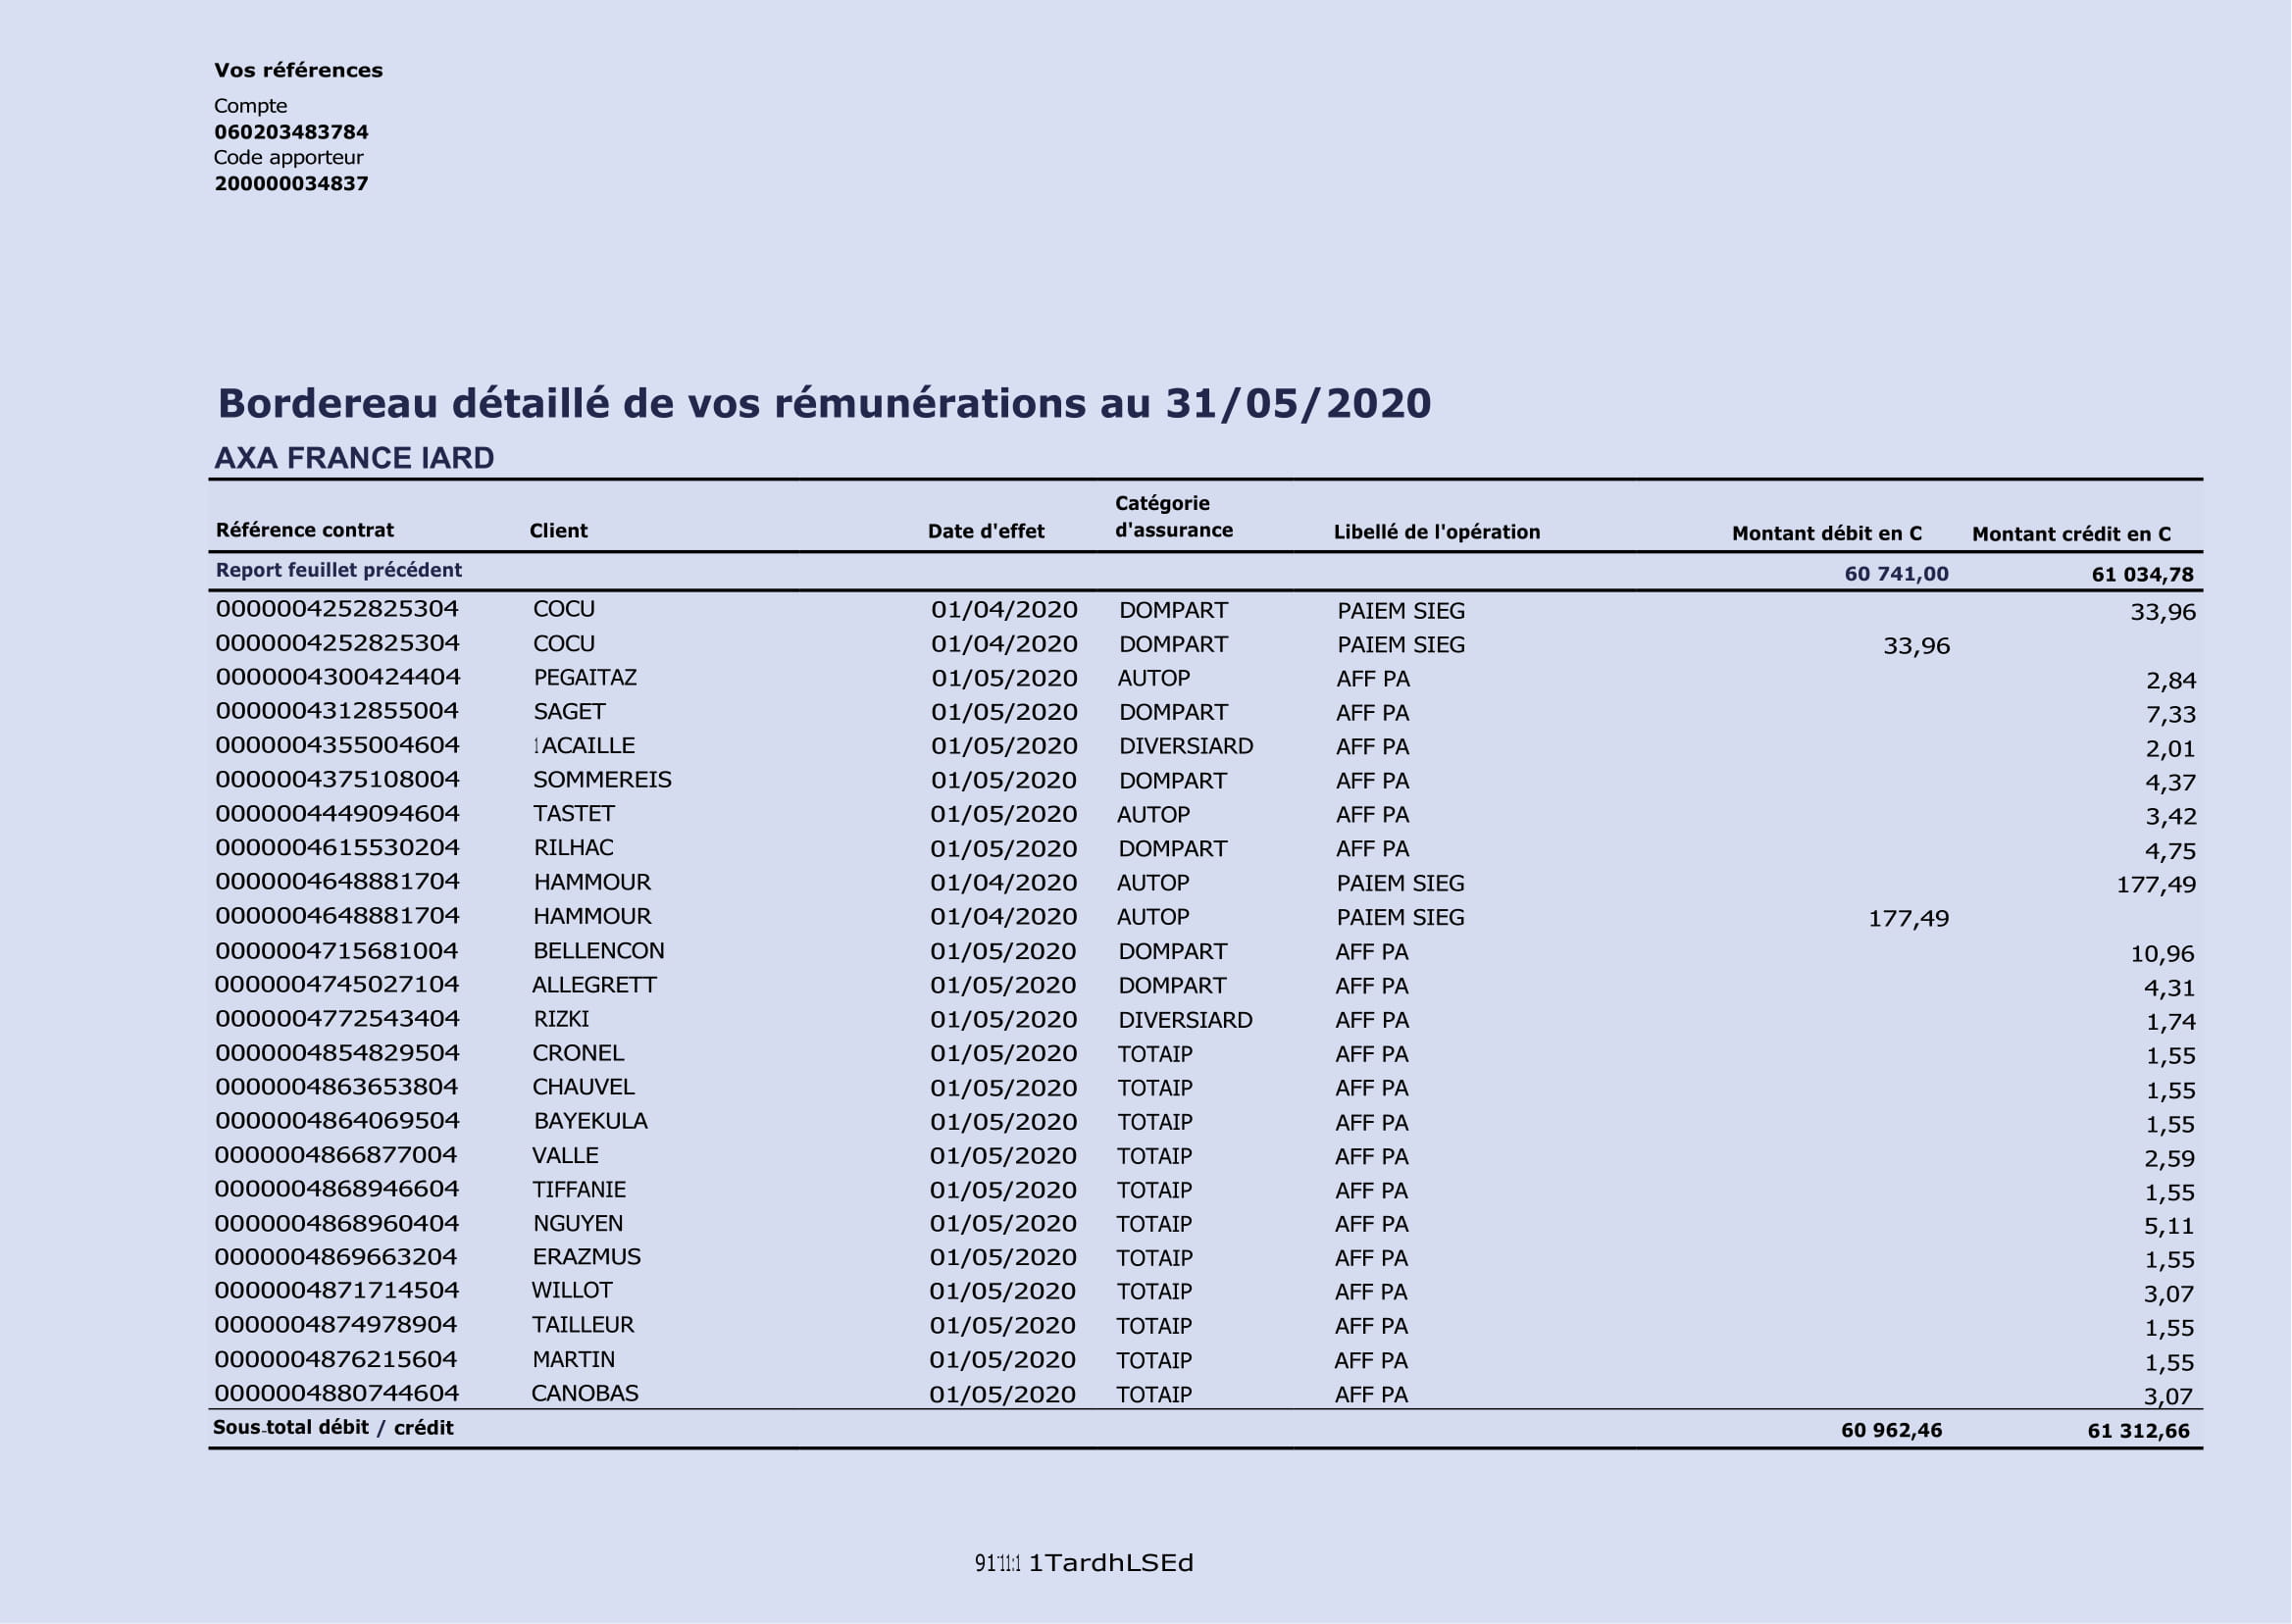 Vos références
Compte
060203483784
Code apporteur
200000034837
Bordereau détaillé de vos rémunérations au 31/05/2020
AXA FRANCE IARD
Référence contrat Client Date d'effet Catégorie d'assurance Libellé de l'opération Montant débit en C Montant crédit en C
Report feuillet précédent 60 741,00 61 034,78
0000004252825304 COCU 01/04/2020 DOMPART PAIEM SIEG 33,96
0000004252825304 COCU 01/04/2020 DOMPART PAIEM SIEG 33,96
0000004300424404 PEGAITAZ 01/05/2020 AUTOP AFF PA 2,84
0000004312855004 SAGET 01/05/2020 DOMPART AFF PA 7,33
0000004355004604 1ACAILLE 01/05/2020 DIVERSIARD AFF PA 2,01
0000004375108004 SOMMEREIS 01/05/2020 DOMPART AFF PA 4,37
0000004449094604 TASTET 01/05/2020 AUTOP AFF PA 3,42
0000004615530204 RILHAC 01/05/2020 DOMPART AFF PA 4,75
0000004648881704 HAMMOUR 01/04/2020 AUTOP PAIEM SIEG 177,49
0000004648881704 HAMMOUR 01/04/2020 AUTOP PAIEM SIEG 177,49
0000004715681004 BELLENCON 01/05/2020 DOMPART AFF PA 10,96
0000004745027104 ALLEGRETT 01/05/2020 DOMPART AFF PA 4,31
0000004772543404 RIZKI 01/05/2020 DIVERSIARD AFF PA 1,74
0000004854829504 CRONEL 01/05/2020 TOTAIP AFF PA 1,55
0000004863653804 CHAUVEL 01/05/2020 TOTAIP AFF PA 1,55
0000004864069504 BAYEKULA 01/05/2020 TOTAIP AFF PA 1,55
0000004866877004 VALLE 01/05/2020 TOTAIP AFF PA 2,59
0000004868946604 TIFFANIE 01/05/2020 TOTAIP AFF PA 1,55
0000004868960404 NGUYEN 01/05/2020 TOTAIP AFF PA 5,11
0000004869663204 ERAZMUS 01/05/2020 TOTAIP AFF PA 1,55
0000004871714504 WILLOT 01/05/2020 TOTAIP AFF PA 3,07
0000004874978904 TAILLEUR 01/05/2020 TOTAIP AFF PA 1,55
0000004876215604 MARTIN 01/05/2020 TOTAIP AFF PA 1,55
0000004880744604 CANOBAS 01/05/2020 TOTAIP AFF PA 3,07
Sous-total débit / crédit 60 962,46 61 312,66
1TardhLSEd